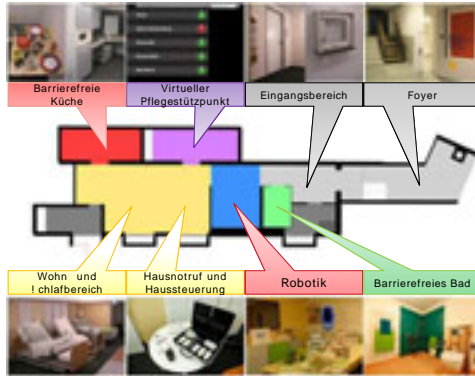 Barrierefreie
Küche
Virtueller
Pflegestützpunkt
Eingangsbereich
Foyer
Wohn und
! chlafbereich
Hausnotruf und
Haussteuerung
Robotik
Barrierefreies Bad